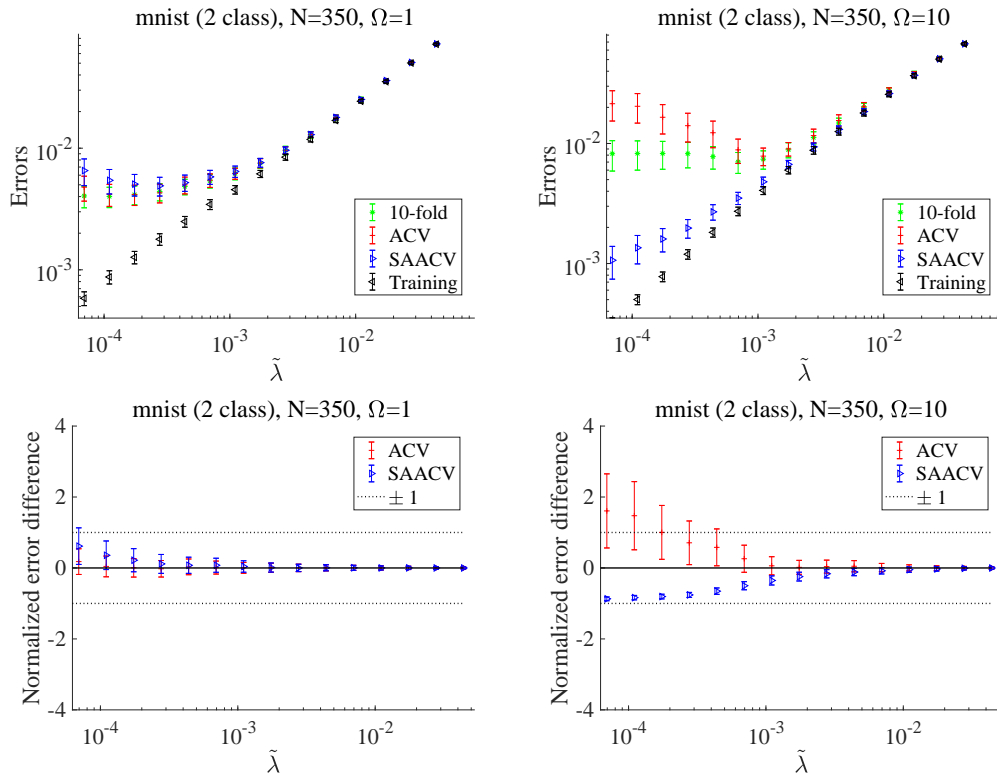 mnist (2 class), N=350, Ω=1
Errors
10^-2
10^-3
10-fold
ACV
SAACV
Training
10^-4
10^-3
10^-2
λ̃
mnist (2 class), N=350, Ω=10
Errors
10^-2
10^-3
10-fold
ACV
SAACV
Training
10^-4
10^-3
10^-2
λ̃
mnist (2 class), N=350, Ω=1
Normalized error difference
4
2
0
-2
-4
ACV
SAACV
± 1
10^-4
10^-3
10^-2
λ̃
mnist (2 class), N=350, Ω=10
Normalized error difference
4
2
0
-2
-4
ACV
SAACV
± 1
10^-4
10^-3
10^-2
λ̃